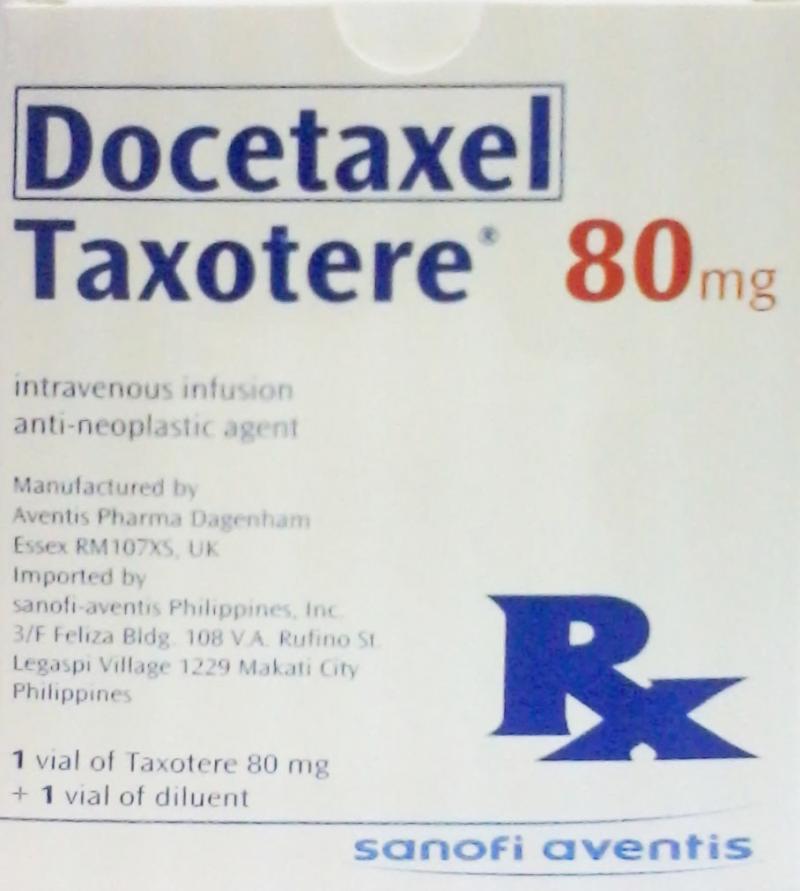 Docetaxel
Taxotere® 80mg
intravenous infusion
anti-neoplastic agent
Manufactured by
Aventis Pharma Dagenham
Essex RM107XS, UK
Imported by
sanofi-aventis Philippines, Inc.
3/F Feliza Bldg. 108 V.A. Rufino St.
Legaspi Village 1229 Makati City
Philippines
Rx
1 vial of Taxotere 80 mg
+ 1 vial of diluent
sanofi aventis